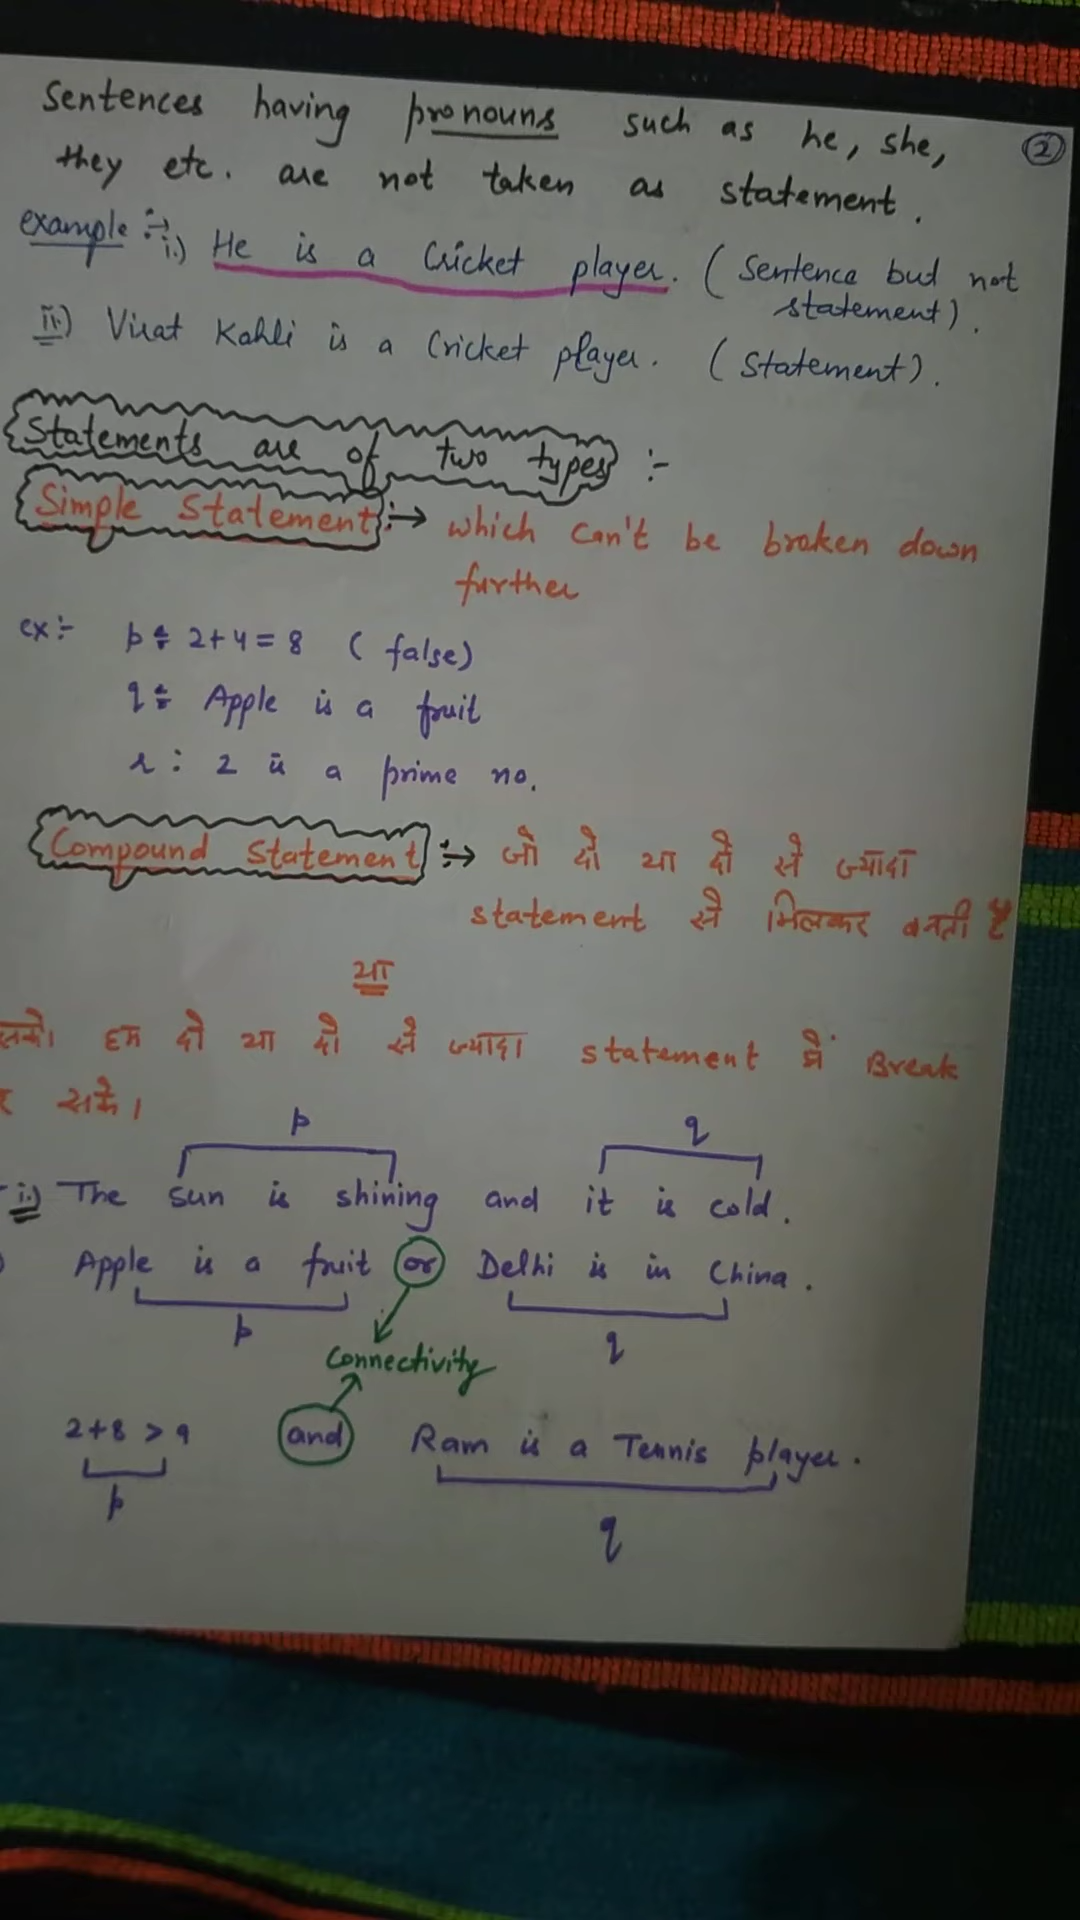 Sentences having pronouns such as he, she,
②
they etc. are not taken as statement.
example :→ i.) He is a Cricket player. (Sentence bud not
statement).
ii.) Virat Kohli is a Cricket player. (Statement).
Statements are of two types :-
Simple Statement :→ which can't be broken down
further
ex :- p : 2+4=8 (false)
q : Apple is a fruit
r : 2 is a prime no.
Compound Statement :→ जो दो या दो से ज्यादा
statement से मिलकर बनती है
या
हम दो या दो से ज्यादा statement में Break
सके।
p q
i.) The sun is shining and it is cold.
Apple is a fruit or Delhi is in China.
p q
Connectivity
2+8 > 9 and Ram is a Tennis player.
p q